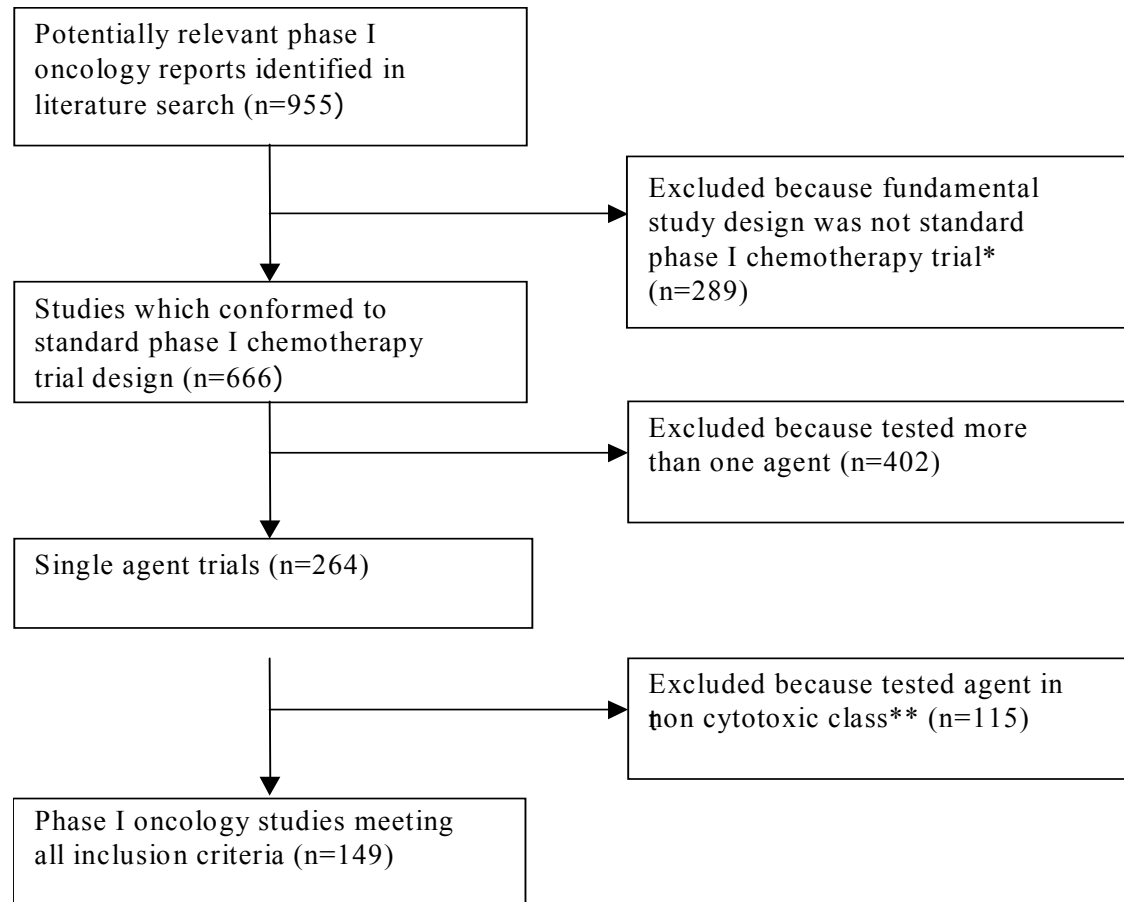 Potentially relevant phase I
oncology reports identified in
literature search (n=955)
Excluded because fundamental
study design was not standard
phase I chemotherapy trial*
(n=289)
Studies which conformed to
standard phase I chemotherapy
trial design (n=666)
Excluded because tested more
than one agent (n=402)
Single agent trials (n=264)
Excluded because tested agent in
non cytotoxic class** (n=115)
Phase I oncology studies meeting
all inclusion criteria (n=149)